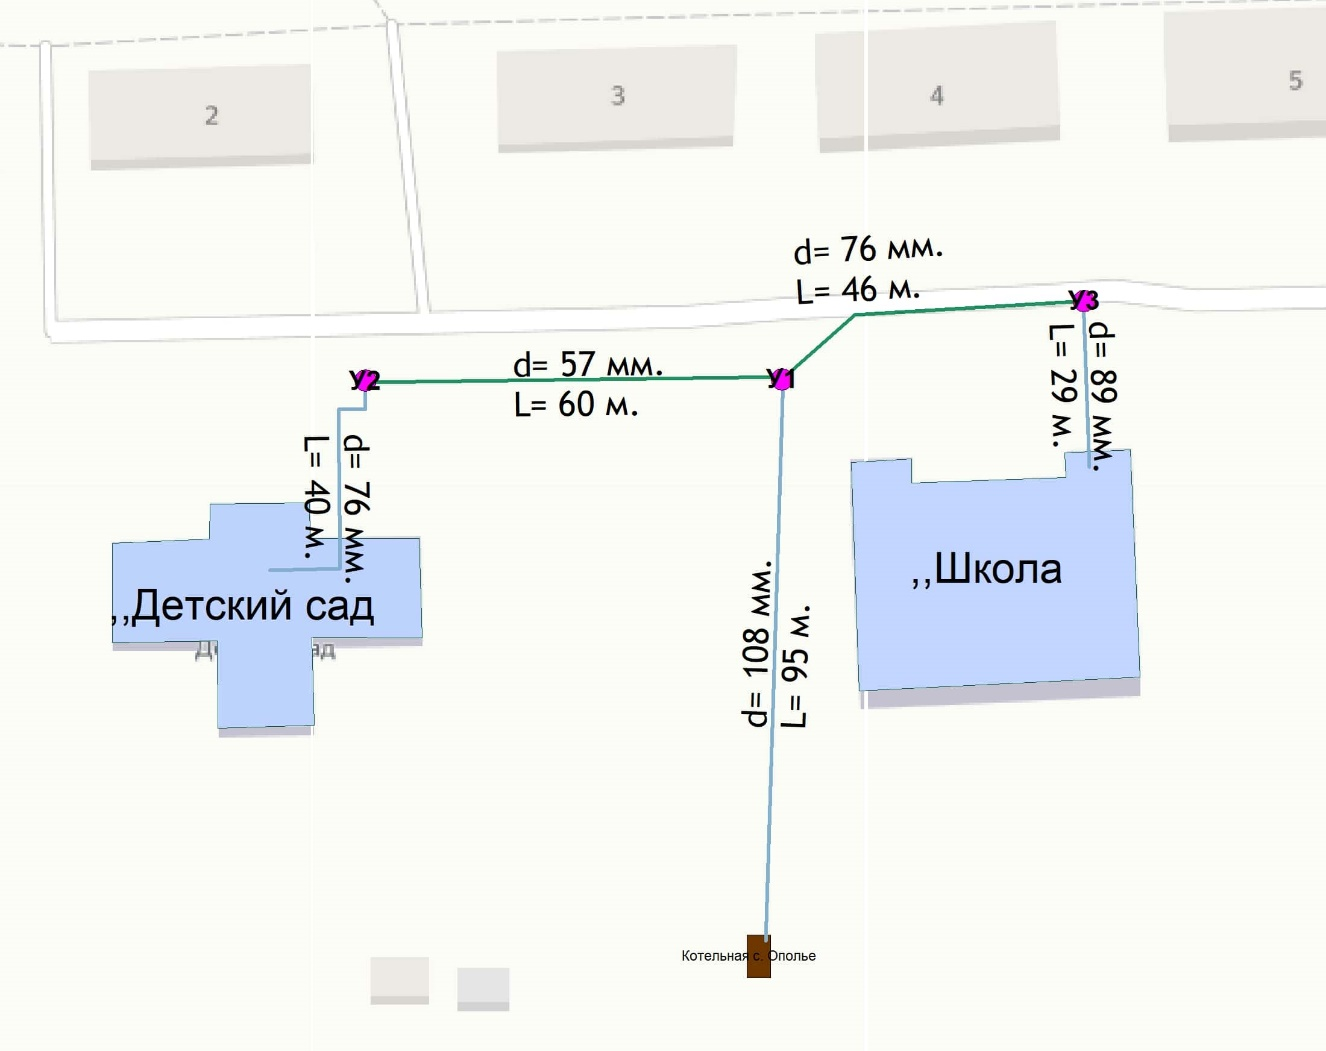 2
3
4
5
d= 76 мм.
L= 46 м.
У3
d= 57 мм.
L= 60 м.
У2
У1
L= 29 м.
d= 89 мм.
L= 40 м.
d= 76 мм.
,,Школа
,,Детский сад
d= 108 мм.
L= 95 м.
Котельная с. Ополье